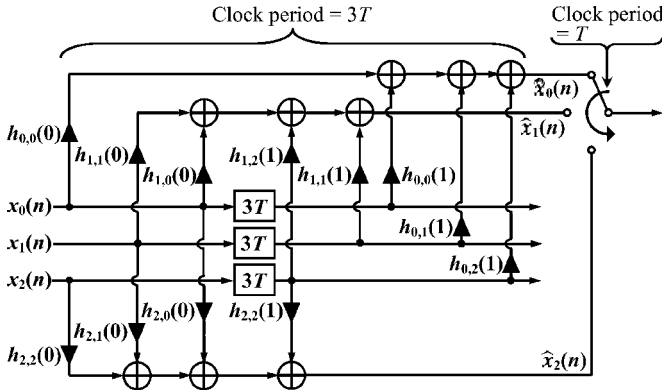 Clock period = 3T
Clock period
= T
x̂₀(n)
x̂₁(n)
h₀,₀(0)
h₁,₁(0)
h₁,₀(0)
h₁,₂(1)
h₁,₁(1)
h₀,₀(1)
x₀(n)
3T
x₁(n)
3T
h₀,₁(1)
x₂(n)
3T
h₀,₂(1)
h₂,₂(0)
h₂,₁(0)
h₂,₀(0)
h₂,₂(1)
x̂₂(n)